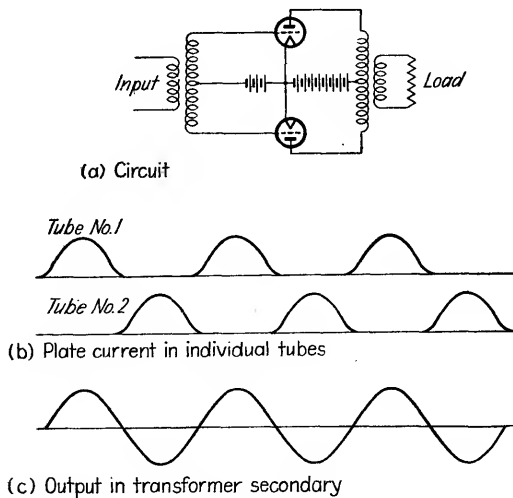 Input
Load
(a) Circuit
Tube No.1
Tube No.2
(b) Plate current in individual tubes
(c) Output in transformer secondary